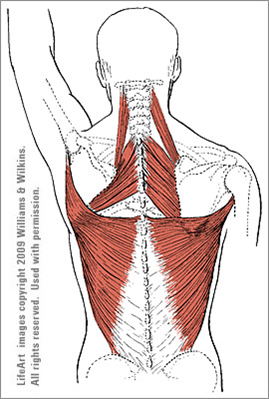 LifeArt images copyright 2009 Williams & Wilkins.
All rights reserved. Used with permission.